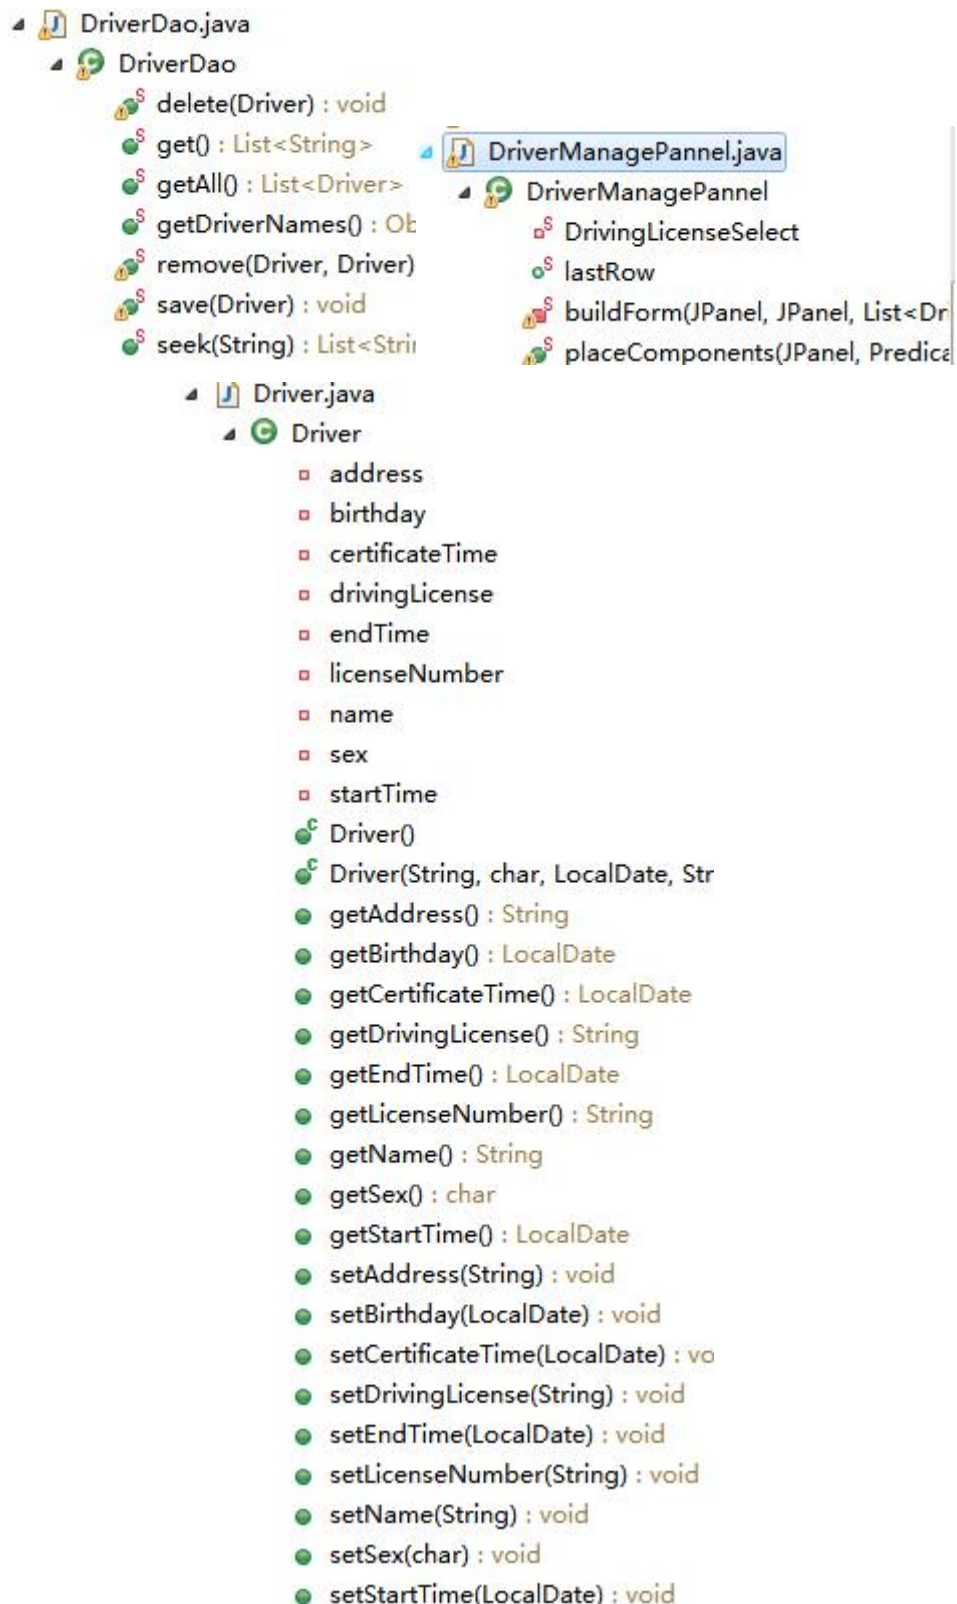 DriverDao.java
DriverDao
delete(Driver) : void
get() : List<String>
getAll() : List<Driver>
getDriverNames() : Ob
remove(Driver, Driver)
save(Driver) : void
seek(String) : List<Strin
DriverManagePannel.java
DriverManagePannel
DrivingLicenseSelect
lastRow
buildForm(JPanel, JPanel, List<Dri
placeComponents(JPanel, Predica
Driver.java
Driver
address
birthday
certificateTime
drivingLicense
endTime
licenseNumber
name
sex
startTime
Driver()
Driver(String, char, LocalDate, Str
getAddress() : String
getBirthday() : LocalDate
getCertificateTime() : LocalDate
getDrivingLicense() : String
getEndTime() : LocalDate
getLicenseNumber() : String
getName() : String
getSex() : char
getStartTime() : LocalDate
setAddress(String) : void
setBirthday(LocalDate) : void
setCertificateTime(LocalDate) : vo
setDrivingLicense(String) : void
setEndTime(LocalDate) : void
setLicenseNumber(String) : void
setName(String) : void
setSex(char) : void
setStartTime(LocalDate) : void